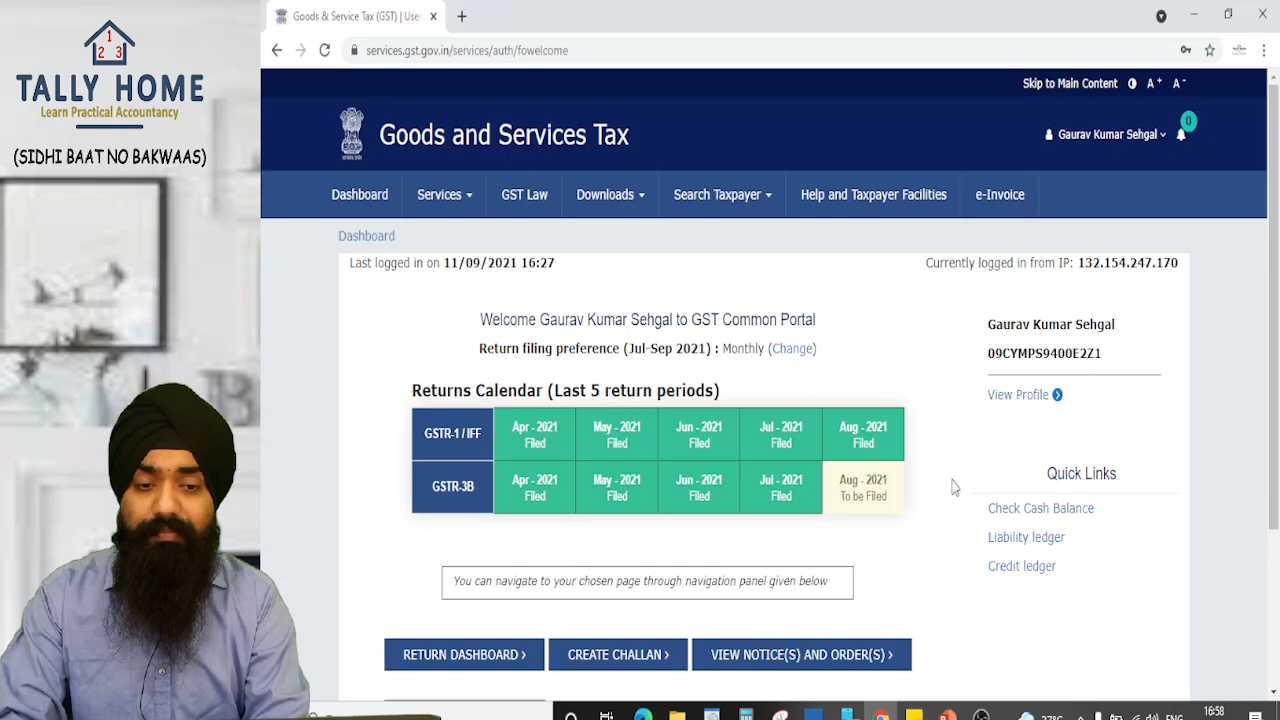 1
2 3
TALLY HOME
Learn Practical Accountancy
(SIDHI BAAT NO BAKWAAS)
Goods & Service Tax (GST) | User
services.gst.gov.in/services/auth/fowelcome
Skip to Main Content A+ A-
Goods and Services Tax
Gaurav Kumar Sehgal 0
Dashboard Services GST Law Downloads Search Taxpayer Help and Taxpayer Facilities e-Invoice
Dashboard
Last logged in on 11/09/2021 16:27 Currently logged in from IP: 132.154.247.170
Welcome Gaurav Kumar Sehgal to GST Common Portal
Return filing preference (Jul-Sep 2021) : Monthly (Change)
Gaurav Kumar Sehgal
09CYMPS9400E2Z1
View Profile
Returns Calendar (Last 5 return periods)
GSTR-1 / IFF Apr - 2021 May - 2021 Jun - 2021 Jul - 2021 Aug - 2021
Filed Filed Filed Filed Filed
GSTR-3B Apr - 2021 May - 2021 Jun - 2021 Jul - 2021 Aug - 2021
Filed Filed Filed Filed To be Filed
Quick Links
Check Cash Balance
Liability ledger
Credit ledger
You can navigate to your chosen page through navigation panel given below
RETURN DASHBOARD › CREATE CHALLAN › VIEW NOTICE(S) AND ORDER(S) ›
16:58